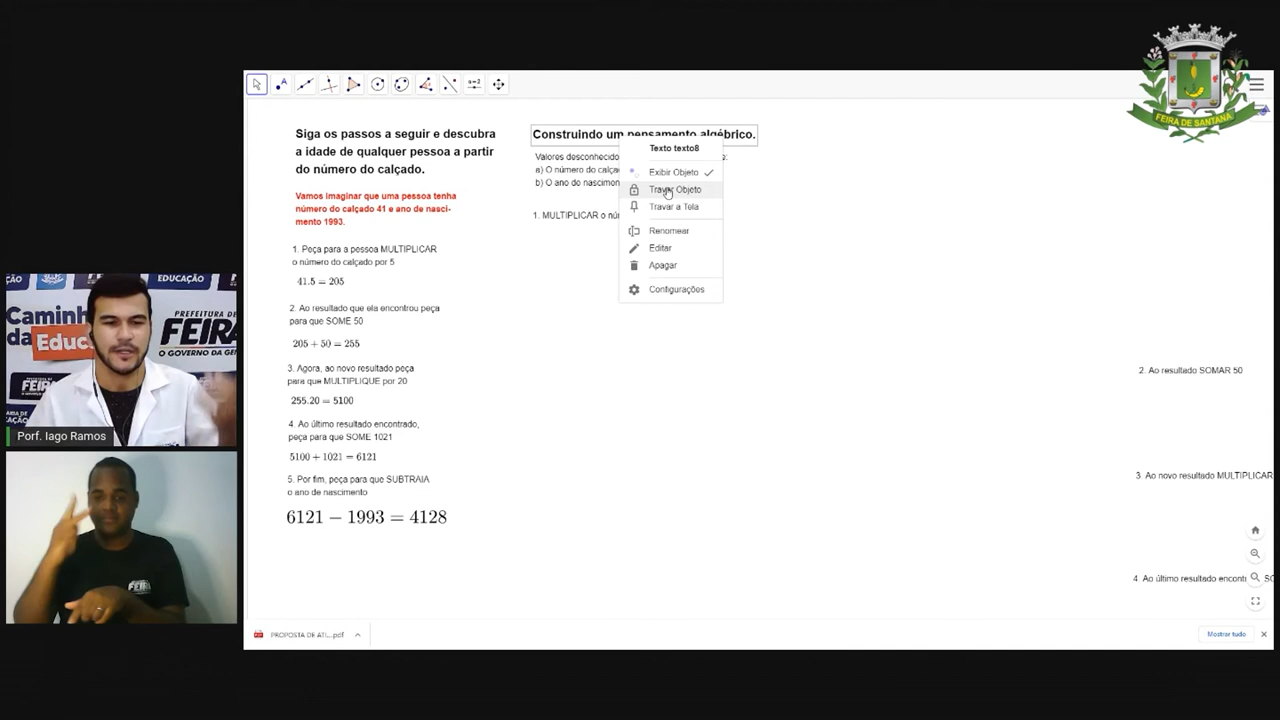 FEIRA DE SANTANA
a=2
Siga os passos a seguir e descubra
a idade de qualquer pessoa a partir
do número do calçado.
Vamos imaginar que uma pessoa tenha
número do calçado 41 e ano de nasci-
mento 1993.
1. Peça para a pessoa MULTIPLICAR
o número do calçado por 5
41.5 = 205
2. Ao resultado que ela encontrou peça
para que SOME 50
205 + 50 = 255
3. Agora, ao novo resultado peça
para que MULTIPLIQUE por 20
255.20 = 5100
4. Ao último resultado encontrado,
peça para que SOME 1021
5100 + 1021 = 6121
5. Por fim, peça para que SUBTRAIA
o ano de nascimento
6121 − 1993 = 4128
Construindo um pensamento algébrico.
Valores desconhecido
a) O número do calça
b) O ano do nascimen
1. MULTIPLICAR o nú
Texto texto8
Exibir Objeto
Travar Objeto
Travar a Tela
Renomear
Editar
Apagar
Configurações
2. Ao resultado SOMAR 50
3. Ao novo resultado MULTIPLICAR
4 Ao último resultado encont
PROPOSTA DE ATI....pdf
Mostrar tudo
EDUCAÇÃO
Caminh
da
Educ
PREFEITURA
FEIRA
O GOVERNO DA GEN
Porf. Iago Ramos
FEIRA